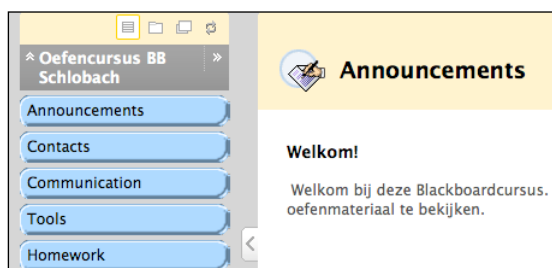 Oefencursus BB
Schlobach
Announcements
Contacts
Communication
Tools
Homework
Announcements
Welkom!
Welkom bij deze Blackboardcursus.
oefenmateriaal te bekijken.